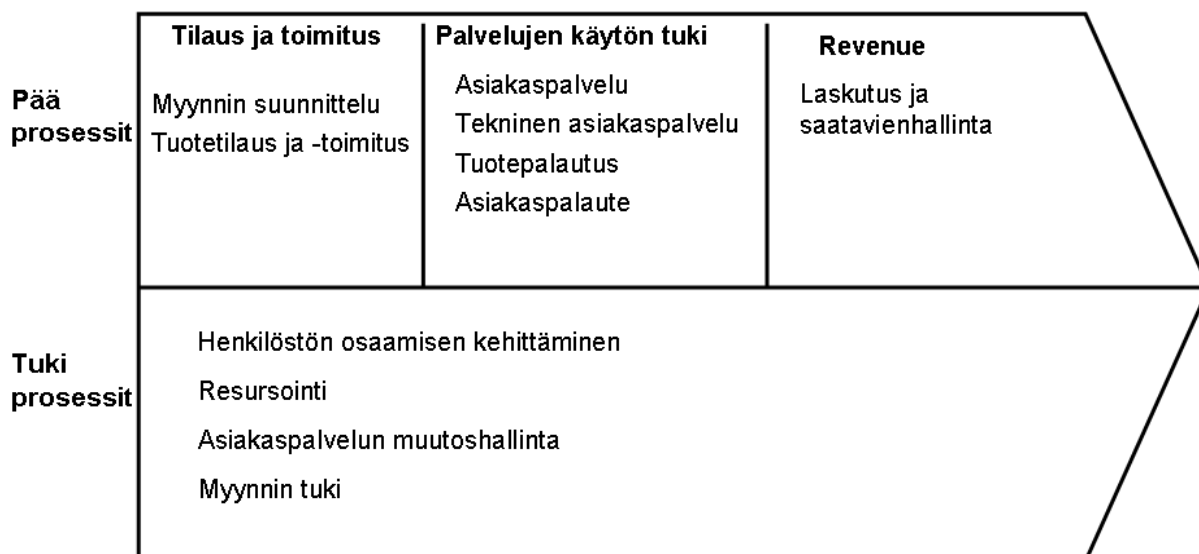 Pää
prosessit
Tilaus ja toimitus
Myynnin suunnittelu
Tuotetilaus ja -toimitus
Palvelujen käytön tuki
Asiakaspalvelu
Tekninen asiakaspalvelu
Tuotepalautus
Asiakaspalaute
Revenue
Laskutus ja
saatavienhallinta
Tuki
prosessit
Henkilöstön osaamisen kehittäminen
Resursointi
Asiakaspalvelun muutoshallinta
Myynnin tuki